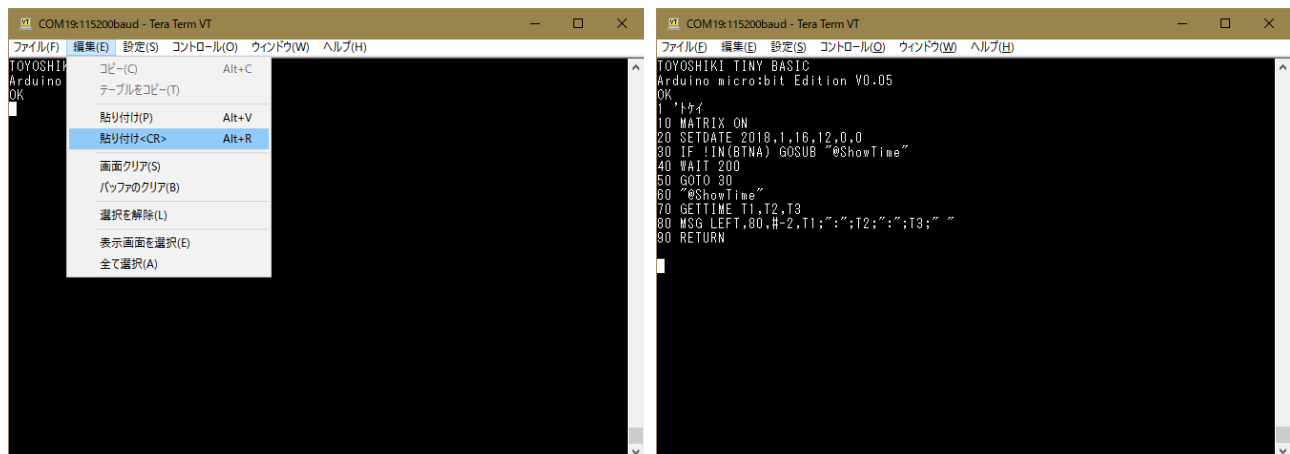 COM19:115200baud - Tera Term VT
ファイル(F) 編集(E) 設定(S) コントロール(O) ウィンドウ(W) ヘルプ(H)
TOYOSHIK
Arduino
OK
コピー(C) Alt+C
テーブルをコピー(T)
貼り付け(P) Alt+V
貼り付け<CR> Alt+R
画面クリア(S)
バッファのクリア(B)
選択を解除(L)
表示画面を選択(E)
全て選択(A)
COM19:115200baud - Tera Term VT
ファイル(F) 編集(E) 設定(S) コントロール(O) ウィンドウ(W) ヘルプ(H)
TOYOSHIKI TINY BASIC
Arduino micro:bit Edition V0.05
OK
1 'ﾄｹｲ
10 MATRIX ON
20 SETDATE 2018,1,16,12,0,0
30 IF !IN(BTNA) GOSUB "@ShowTime"
40 WAIT 200
50 GOTO 30
60 "@ShowTime"
70 GETTIME T1,T2,T3
80 MSG LEFT,80,#-2,T1;":";T2;":";T3;" "
90 RETURN